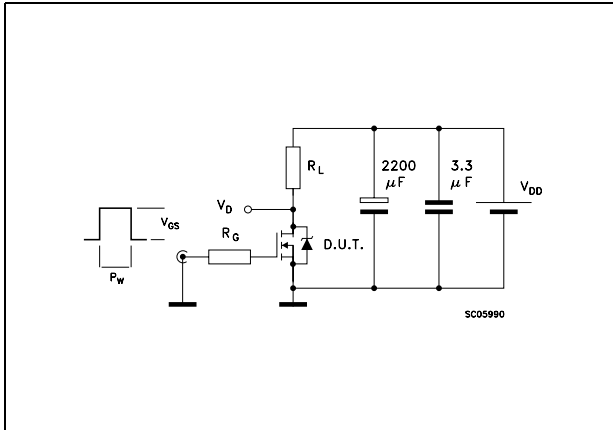 R_L
2200
µF
3.3
µF
V_DD
V_D
V_GS
R_G
D.U.T.
P_W
SC05990